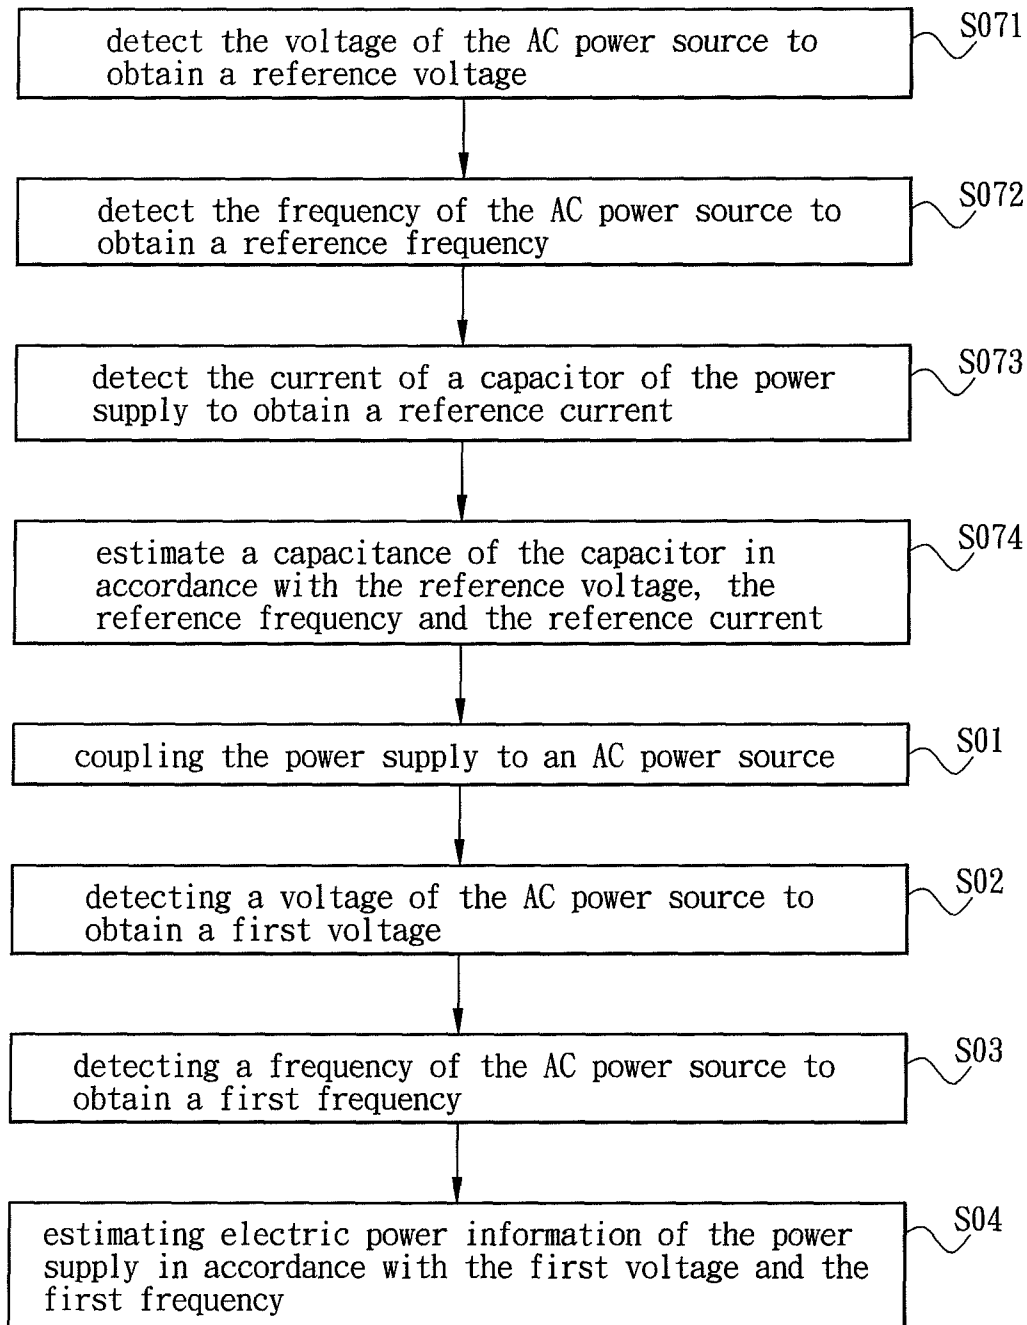 detect the voltage of the AC power source to
obtain a reference voltage
S071
detect the frequency of the AC power source to
obtain a reference frequency
S072
detect the current of a capacitor of the power
supply to obtain a reference current
S073
estimate a capacitance of the capacitor in
accordance with the reference voltage, the
reference frequency and the reference current
S074
coupling the power supply to an AC power source
S01
detecting a voltage of the AC power source to
obtain a first voltage
S02
detecting a frequency of the AC power source to
obtain a first frequency
S03
estimating electric power information of the power
supply in accordance with the first voltage and the
first frequency
S04